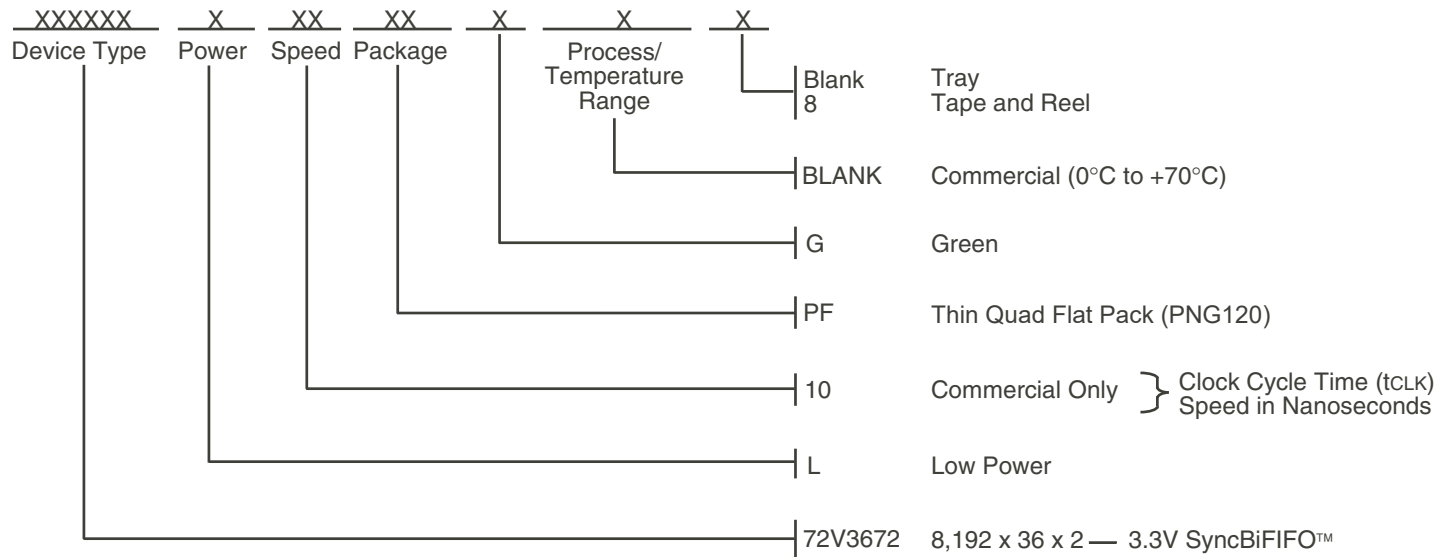 XXXXXX X XX XX X X X
Device Type Power Speed Package Process/
Temperature
Range
Blank Tray
8 Tape and Reel
BLANK Commercial (0°C to +70°C)
G Green
PF Thin Quad Flat Pack (PNG120)
10 Commercial Only Clock Cycle Time (tCLK)
Speed in Nanoseconds
L Low Power
72V3672 8,192 x 36 x 2 — 3.3V SyncBiFIFO™